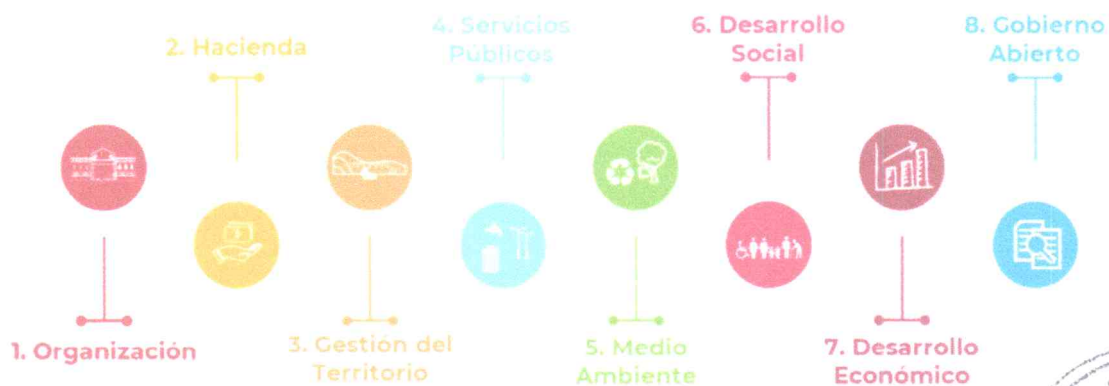 1. Organización
2. Hacienda
3. Gestión del
Territorio
4. Servicios
Públicos
5. Medio
Ambiente
6. Desarrollo
Social
7. Desarrollo
Económico
8. Gobierno
Abierto